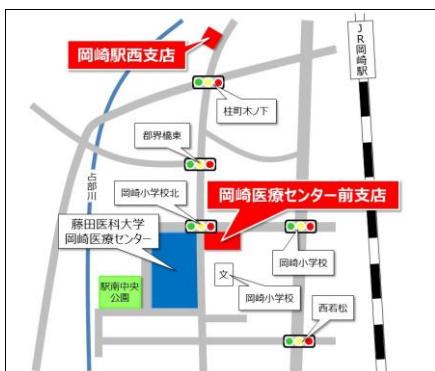 岡崎駅西支店
JR岡崎駅
柱町木ノ下
郡界橋東
占部川
岡崎小学校北
岡崎医療センター前支店
藤田医科大学
岡崎医療センター
岡崎小学校
文
岡崎小学校
駅南中央
公園
西若松